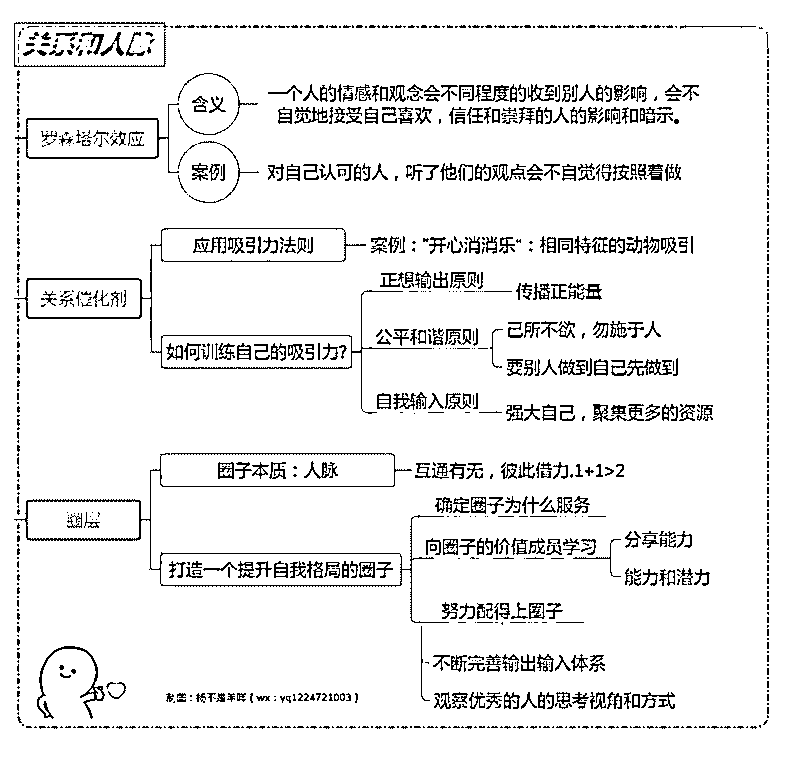 关系和人脉
罗森塔尔效应
含义
一个人的情感和观念会不同程度的收到别人的影响，会不
自觉地接受自己喜欢，信任和崇拜的人的影响和暗示。
案例
对自己认可的人，听了他们的观点会不自觉得按照着做
关系催化剂
应用吸引力法则
案例："开心消消乐"：相同特征的动物吸引
如何训练自己的吸引力?
正想输出原则
传播正能量
公平和谐原则
己所不欲，勿施于人
要别人做到自己先做到
自我输入原则
强大自己，聚集更多的资源
圈层
圈子本质：人脉
互通有无，彼此借力.1+1>2
打造一个提升自我格局的圈子
确定圈子为什么服务
向圈子的价值成员学习
分享能力
能力和潜力
努力配得上圈子
不断完善输出输入体系
观察优秀的人的思考视角和方式
制图：杨不是羊咩（wx：yq1224721003）